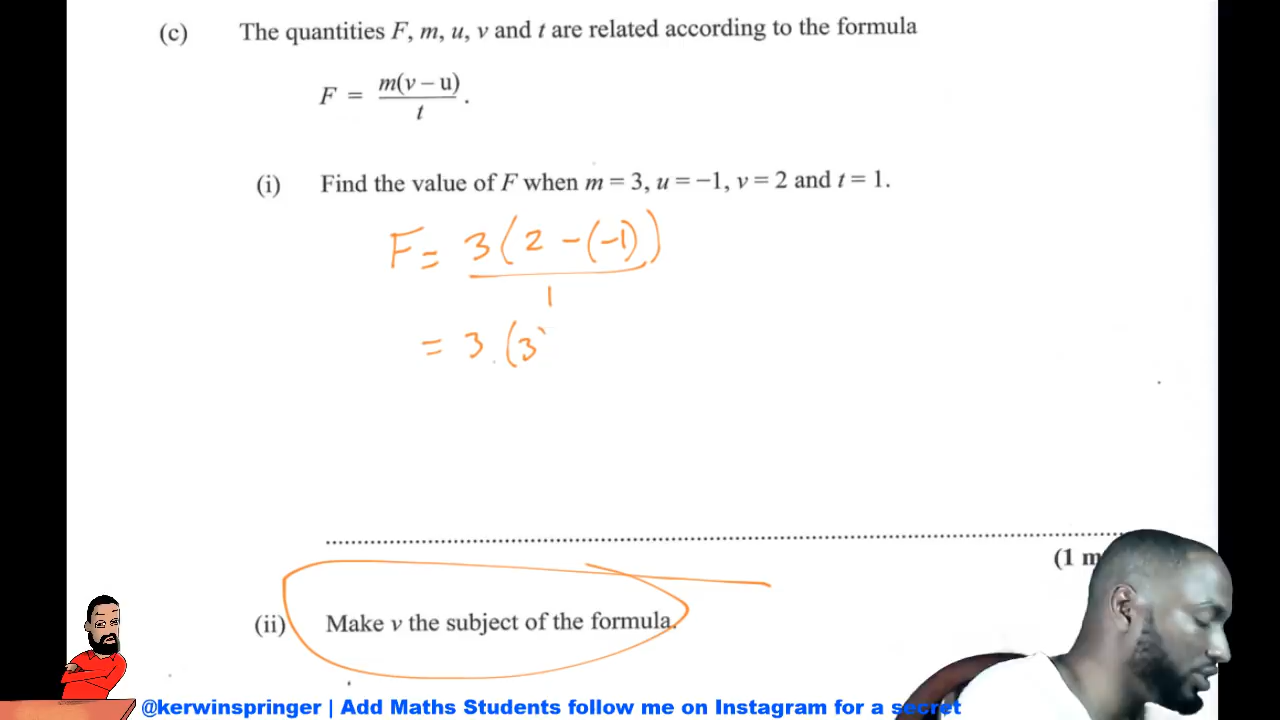 (c) The quantities F, m, u, v and t are related according to the formula
F = m(v – u) / t .
(i) Find the value of F when m = 3, u = −1, v = 2 and t = 1.
F = 3(2 -(-1)) / 1
= 3 (3)
(1 m
(ii) Make v the subject of the formula.
@kerwinspringer | Add Maths Students follow me on Instagram for a secret